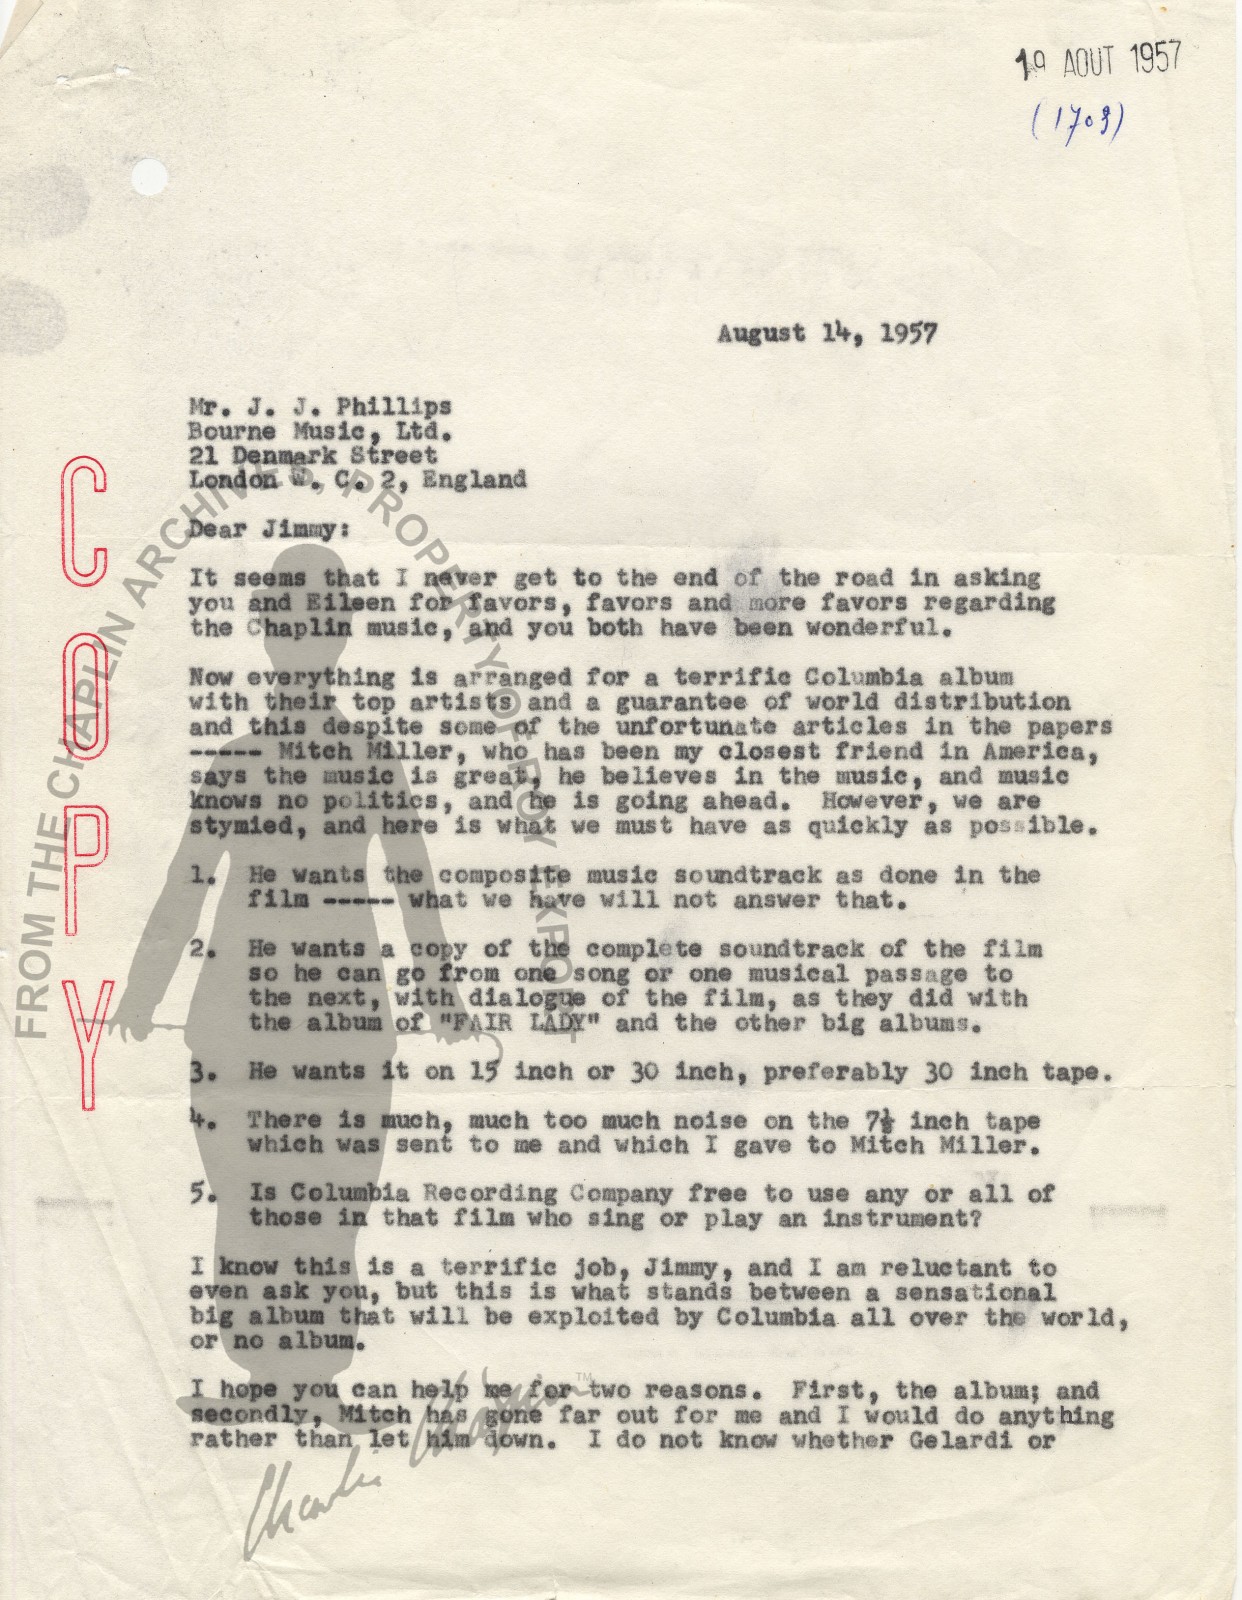 19 AOUT 1957
(1709)
August 14, 1957
Mr. J. J. Phillips
Bourne Music, Ltd.
21 Denmark Street
London W. C. 2, England
Dear Jimmy:
It seems that I never get to the end of the road in asking
you and Eileen for favors, favors and more favors regarding
the Chaplin music, and you both have been wonderful.
Now everything is arranged for a terrific Columbia album
with their top artists and a guarantee of world distribution
and this despite some of the unfortunate articles in the papers
----- Mitch Miller, who has been my closest friend in America,
says the music is great, he believes in the music, and music
knows no politics, and he is going ahead.  However, we are
stymied, and here is what we must have as quickly as possible.
1.  He wants the composite music soundtrack as done in the
film ----- what we have will not answer that.
2.  He wants a copy of the complete soundtrack of the film
so he can go from one song or one musical passage to
the next, with dialogue of the film, as they did with
the album of "FAIR LADY" and the other big albums.
3.  He wants it on 15 inch or 30 inch, preferably 30 inch tape.
4.  There is much, much too much noise on the 7½ inch tape
which was sent to me and which I gave to Mitch Miller.
5.  Is Columbia Recording Company free to use any or all of
those in that film who sing or play an instrument?
I know this is a terrific job, Jimmy, and I am reluctant to
even ask you, but this is what stands between a sensational
big album that will be exploited by Columbia all over the world,
or no album.
I hope you can help me for two reasons.  First, the album; and
secondly, Mitch has gone far out for me and I would do anything
rather than let him down.  I do not know whether Gelardi or
COPY
FROM THE CHAPLIN ARCHIVES, PROPERTY OF ROY EXPORT
Charlie Chaplin™